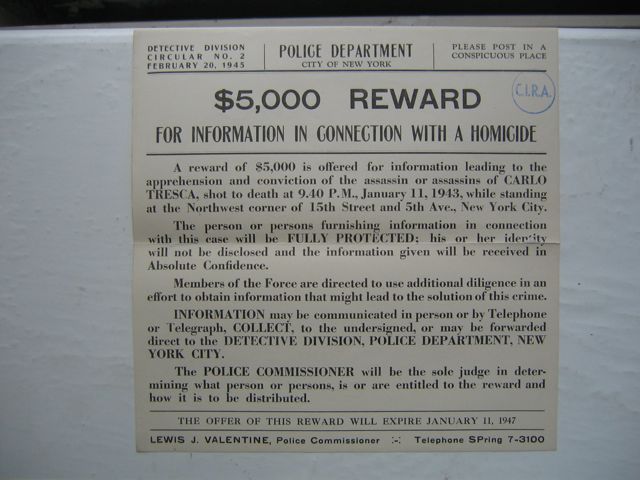 DETECTIVE DIVISION
CIRCULAR NO. 2
FEBRUARY 20, 1945
POLICE DEPARTMENT
CITY OF NEW YORK
PLEASE POST IN A
CONSPICUOUS PLACE
C.I.R.A.
$5,000 REWARD
FOR INFORMATION IN CONNECTION WITH A HOMICIDE
A reward of $5,000 is offered for information leading to the
apprehension and conviction of the assassin or assassins of CARLO
TRESCA, shot to death at 9.40 P.M., January 11, 1943, while standing
at the Northwest corner of 15th Street and 5th Ave., New York City.
The person or persons furnishing information in connection
with this case will be FULLY PROTECTED; his or her identity
will not be disclosed and the information given will be received in
Absolute Confidence.
Members of the Force are directed to use additional diligence in an
effort to obtain information that might lead to the solution of this crime.
INFORMATION may be communicated in person or by Telephone
or Telegraph, COLLECT, to the undersigned, or may be forwarded
direct to the DETECTIVE DIVISION, POLICE DEPARTMENT, NEW
YORK CITY.
The POLICE COMMISSIONER will be the sole judge in deter-
mining what person or persons, is or are entitled to the reward and
how it is to be distributed.
THE OFFER OF THIS REWARD WILL EXPIRE JANUARY 11, 1947
LEWIS J. VALENTINE, Police Commissioner :-: Telephone SPring 7-3100